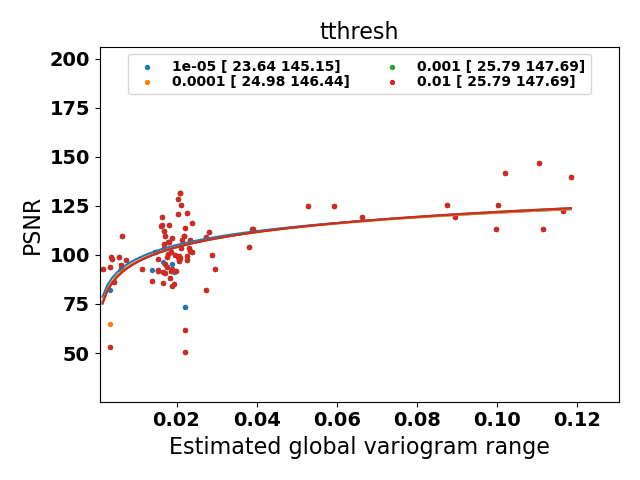 tthresh
1e-05 [ 23.64 145.15]
0.0001 [ 24.98 146.44]
0.001 [ 25.79 147.69]
0.01 [ 25.79 147.69]
PSNR
200
175
150
125
100
75
50
0.02 0.04 0.06 0.08 0.10 0.12
Estimated global variogram range